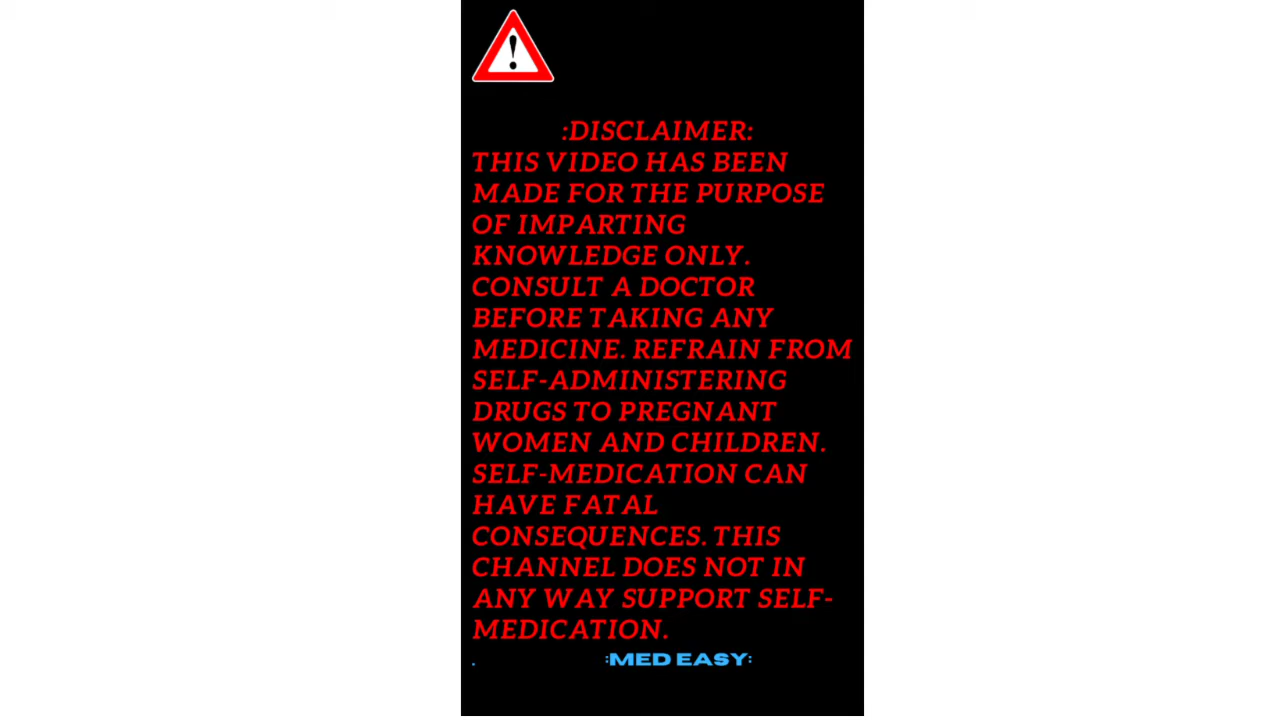 :DISCLAIMER:
THIS VIDEO HAS BEEN
MADE FOR THE PURPOSE
OF IMPARTING
KNOWLEDGE ONLY.
CONSULT A DOCTOR
BEFORE TAKING ANY
MEDICINE. REFRAIN FROM
SELF-ADMINISTERING
DRUGS TO PREGNANT
WOMEN AND CHILDREN.
SELF-MEDICATION CAN
HAVE FATAL
CONSEQUENCES. THIS
CHANNEL DOES NOT IN
ANY WAY SUPPORT SELF-
MEDICATION.
. :MED EASY: